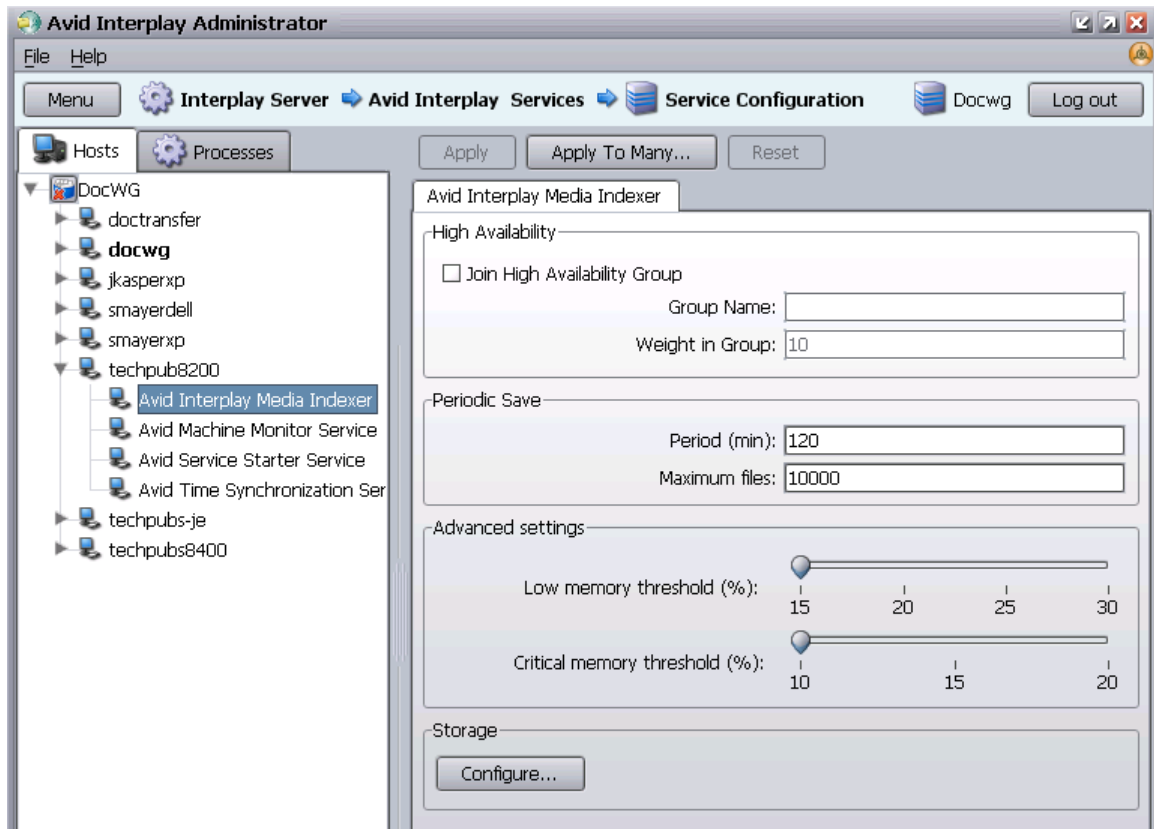 Avid Interplay Administrator
File Help
Menu Interplay Server Avid Interplay Services Service Configuration Docwg Log out
Hosts Processes
Apply Apply To Many... Reset
DocWG
doctransfer
docwg
jkasperxp
smayerdell
smayerxp
techpub8200
Avid Interplay Media Indexer
Avid Machine Monitor Service
Avid Service Starter Service
Avid Time Synchronization Ser
techpubs-je
techpubs8400
Avid Interplay Media Indexer
High Availability
Join High Availability Group
Group Name:
Weight in Group: 10
Periodic Save
Period (min): 120
Maximum files: 10000
Advanced settings
Low memory threshold (%):
15 20 25 30
Critical memory threshold (%):
10 15 20
Storage
Configure...